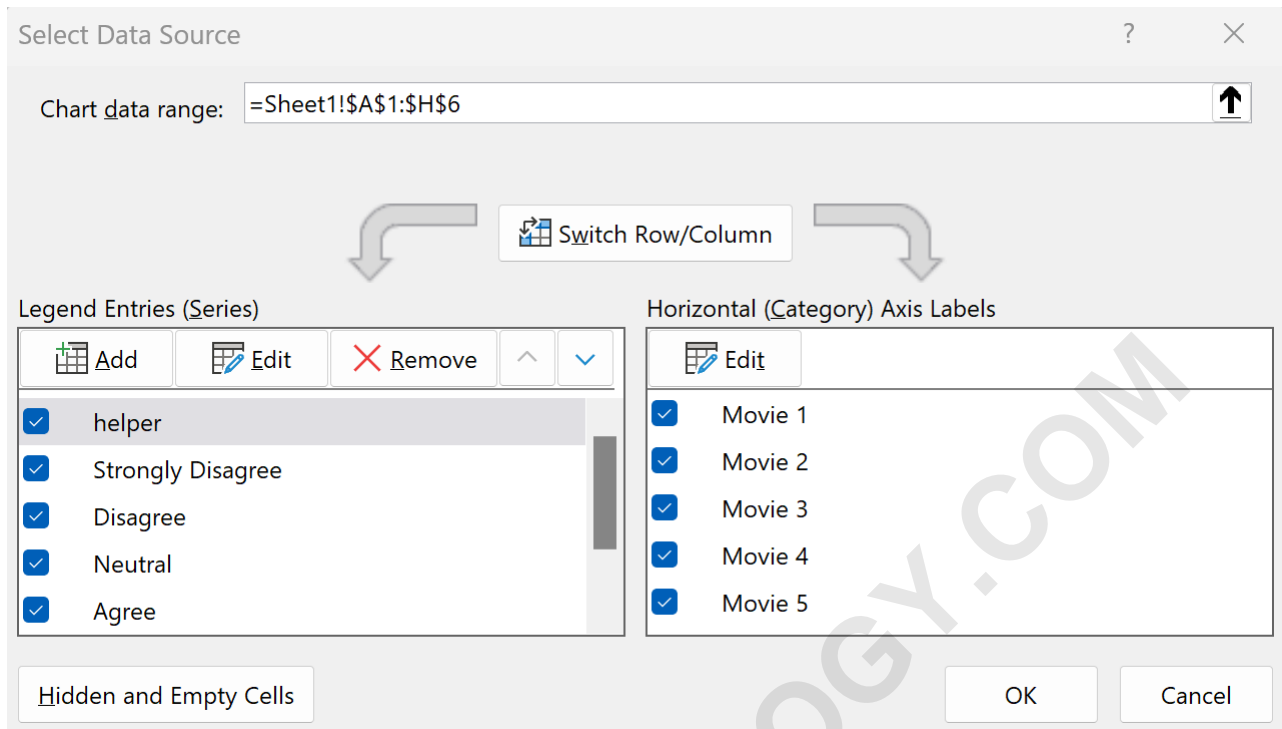 Select Data Source ?
Chart data range: =Sheet1!$A$1:$H$6
Switch Row/Column
Legend Entries (Series)
Add Edit Remove
helper
Strongly Disagree
Disagree
Neutral
Agree
Horizontal (Category) Axis Labels
Edit
Movie 1
Movie 2
Movie 3
Movie 4
Movie 5
Hidden and Empty Cells
OK Cancel
OGY.COM